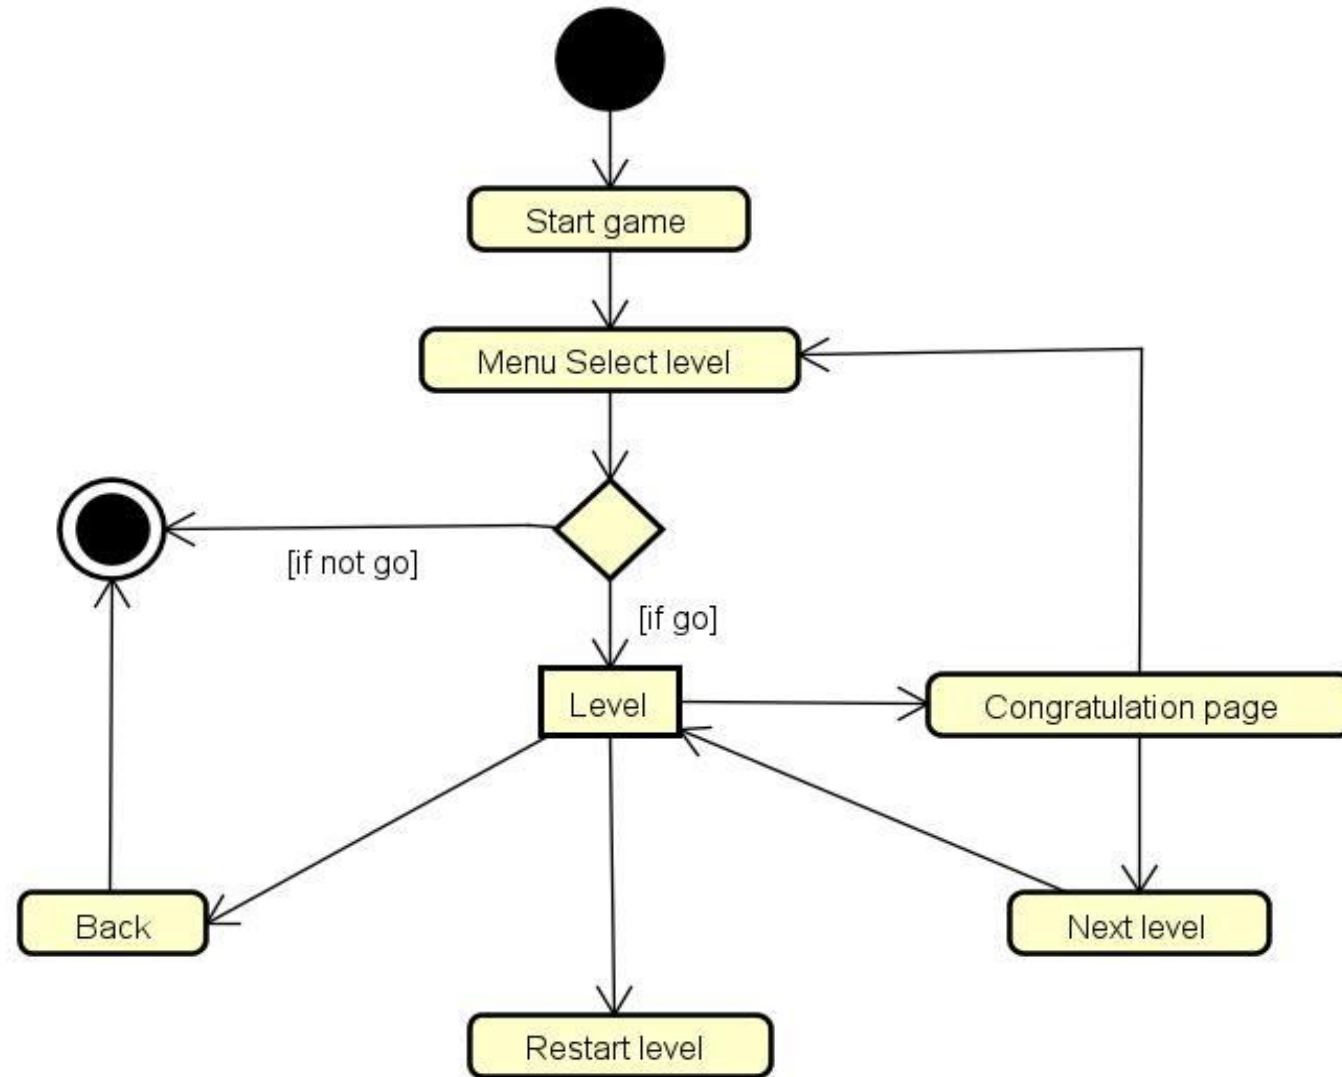 Start game
Menu Select level
[if not go]
[if go]
Level
Congratulation page
Back
Next level
Restart level